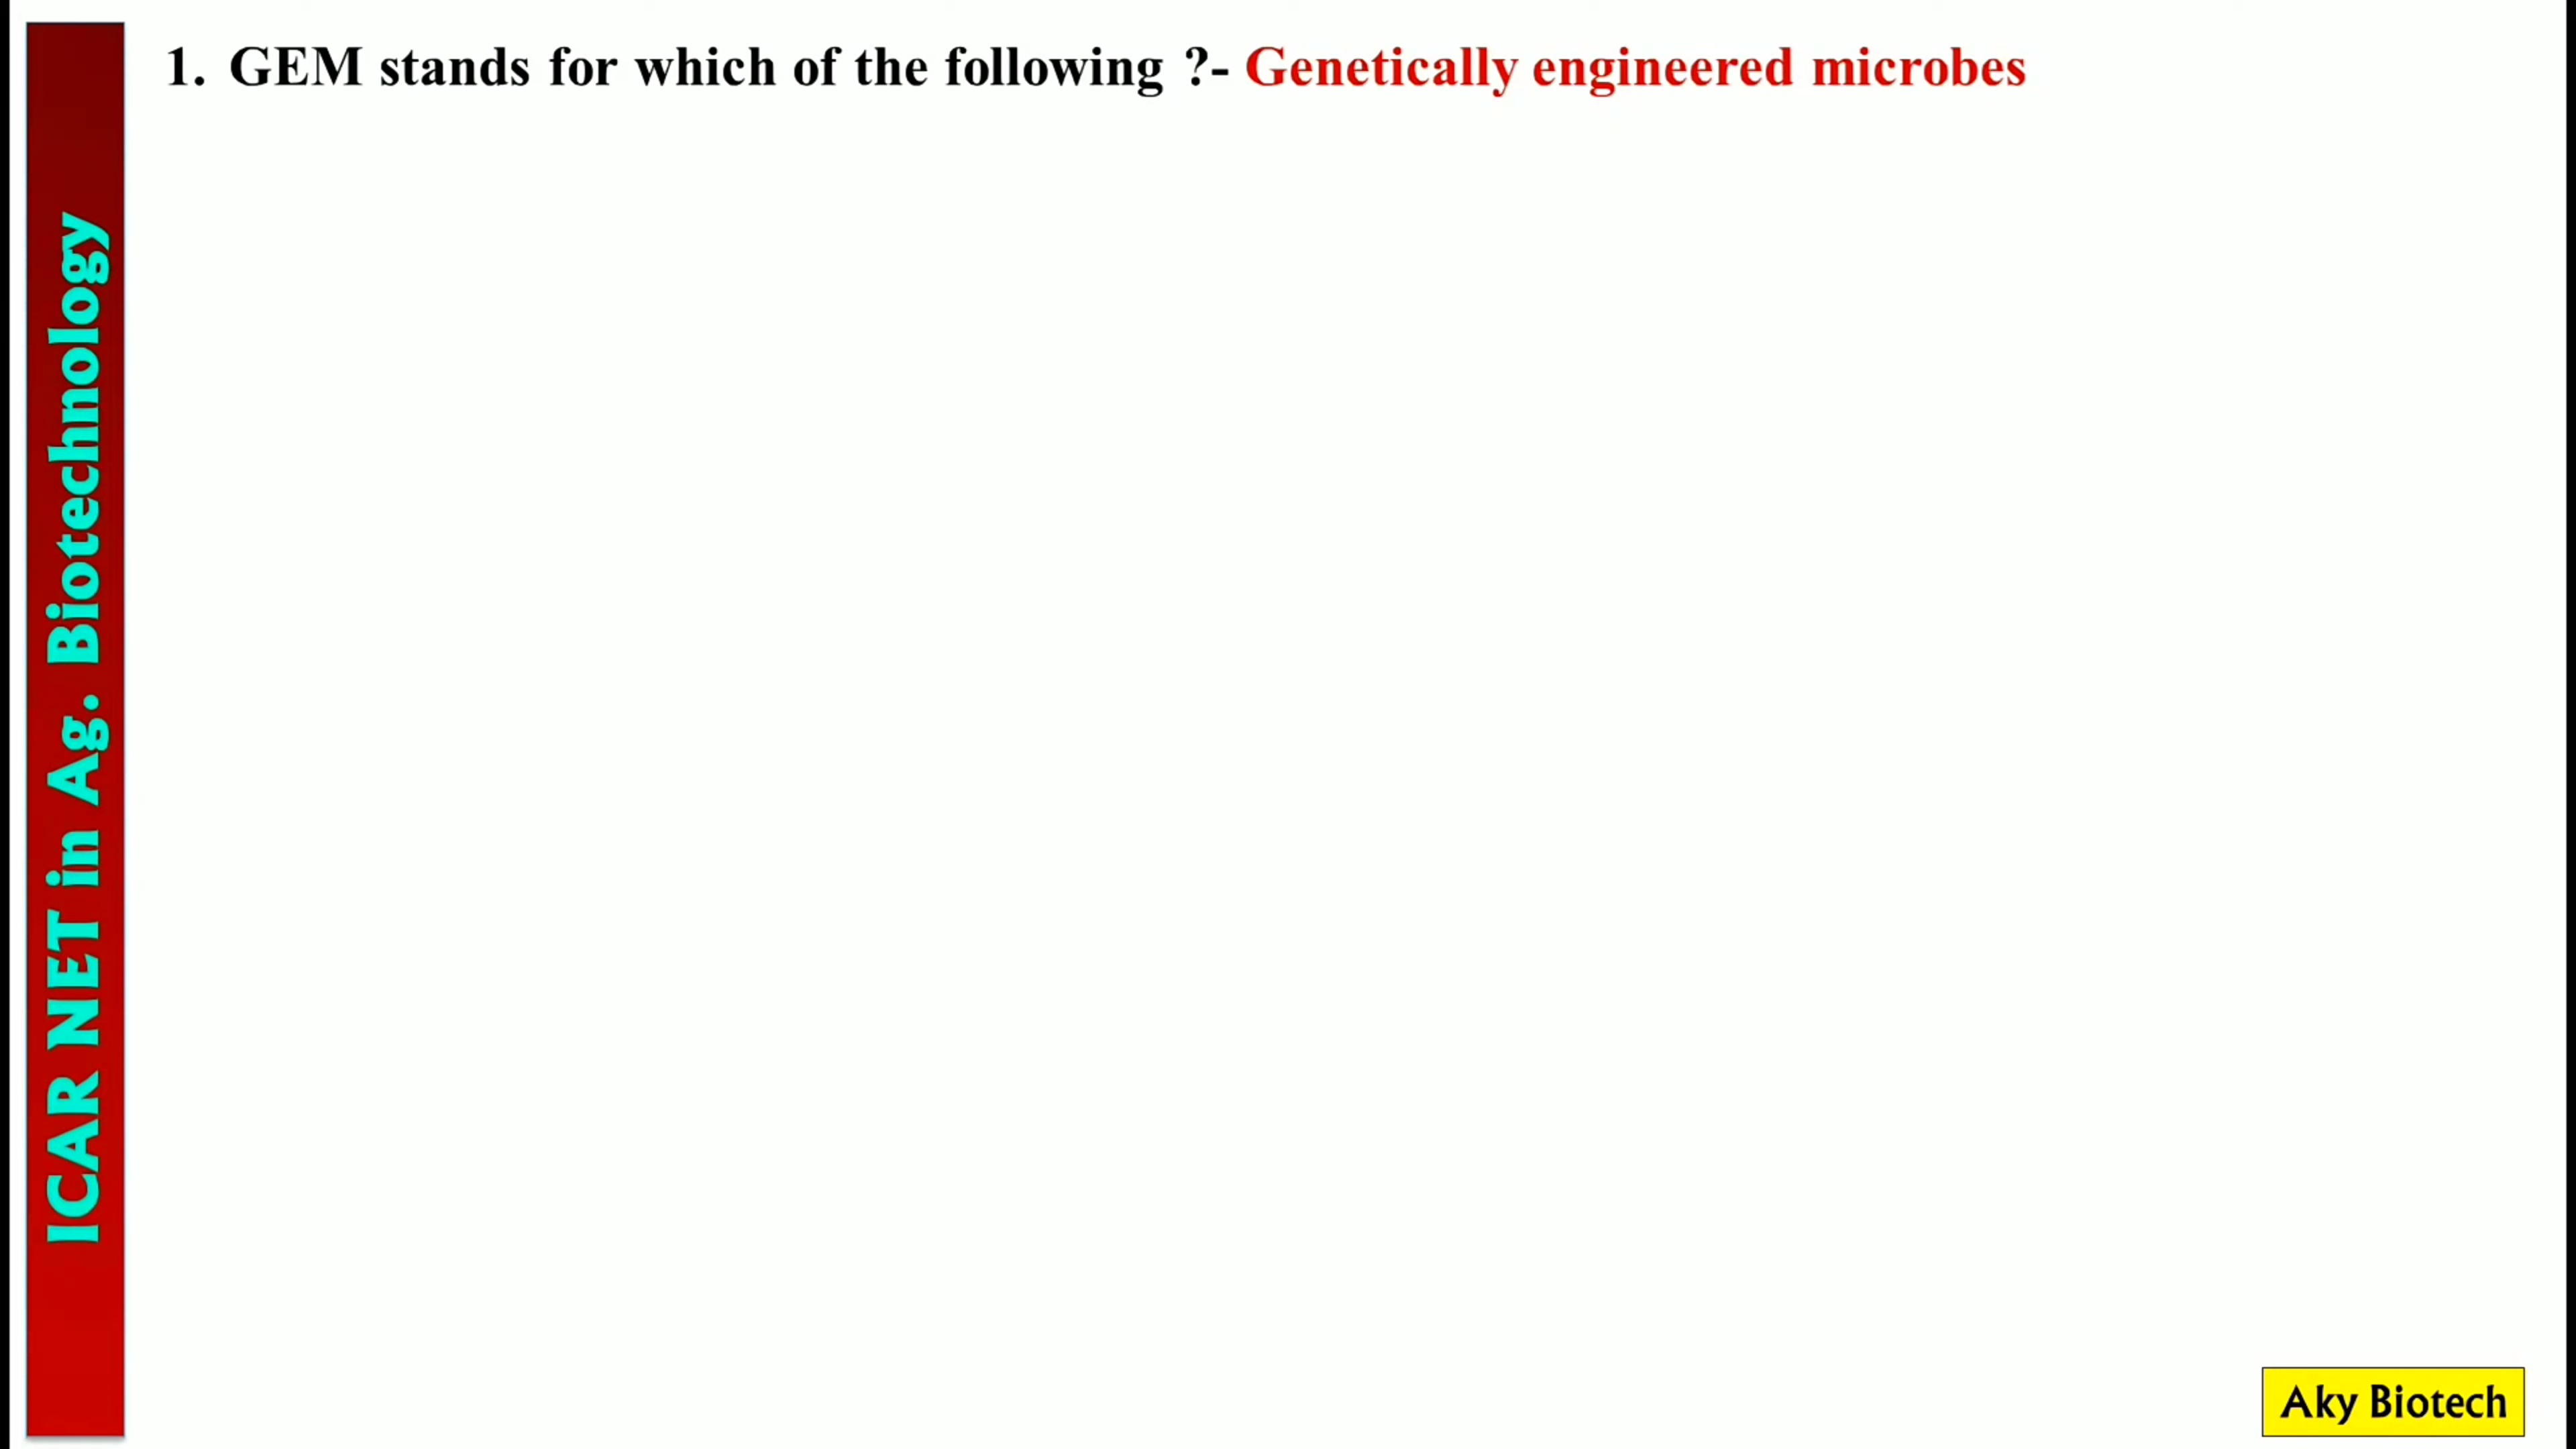 1. GEM stands for which of the following ?- Genetically engineered microbes
ICAR NET in Ag. Biotechnology
Aky Biotech